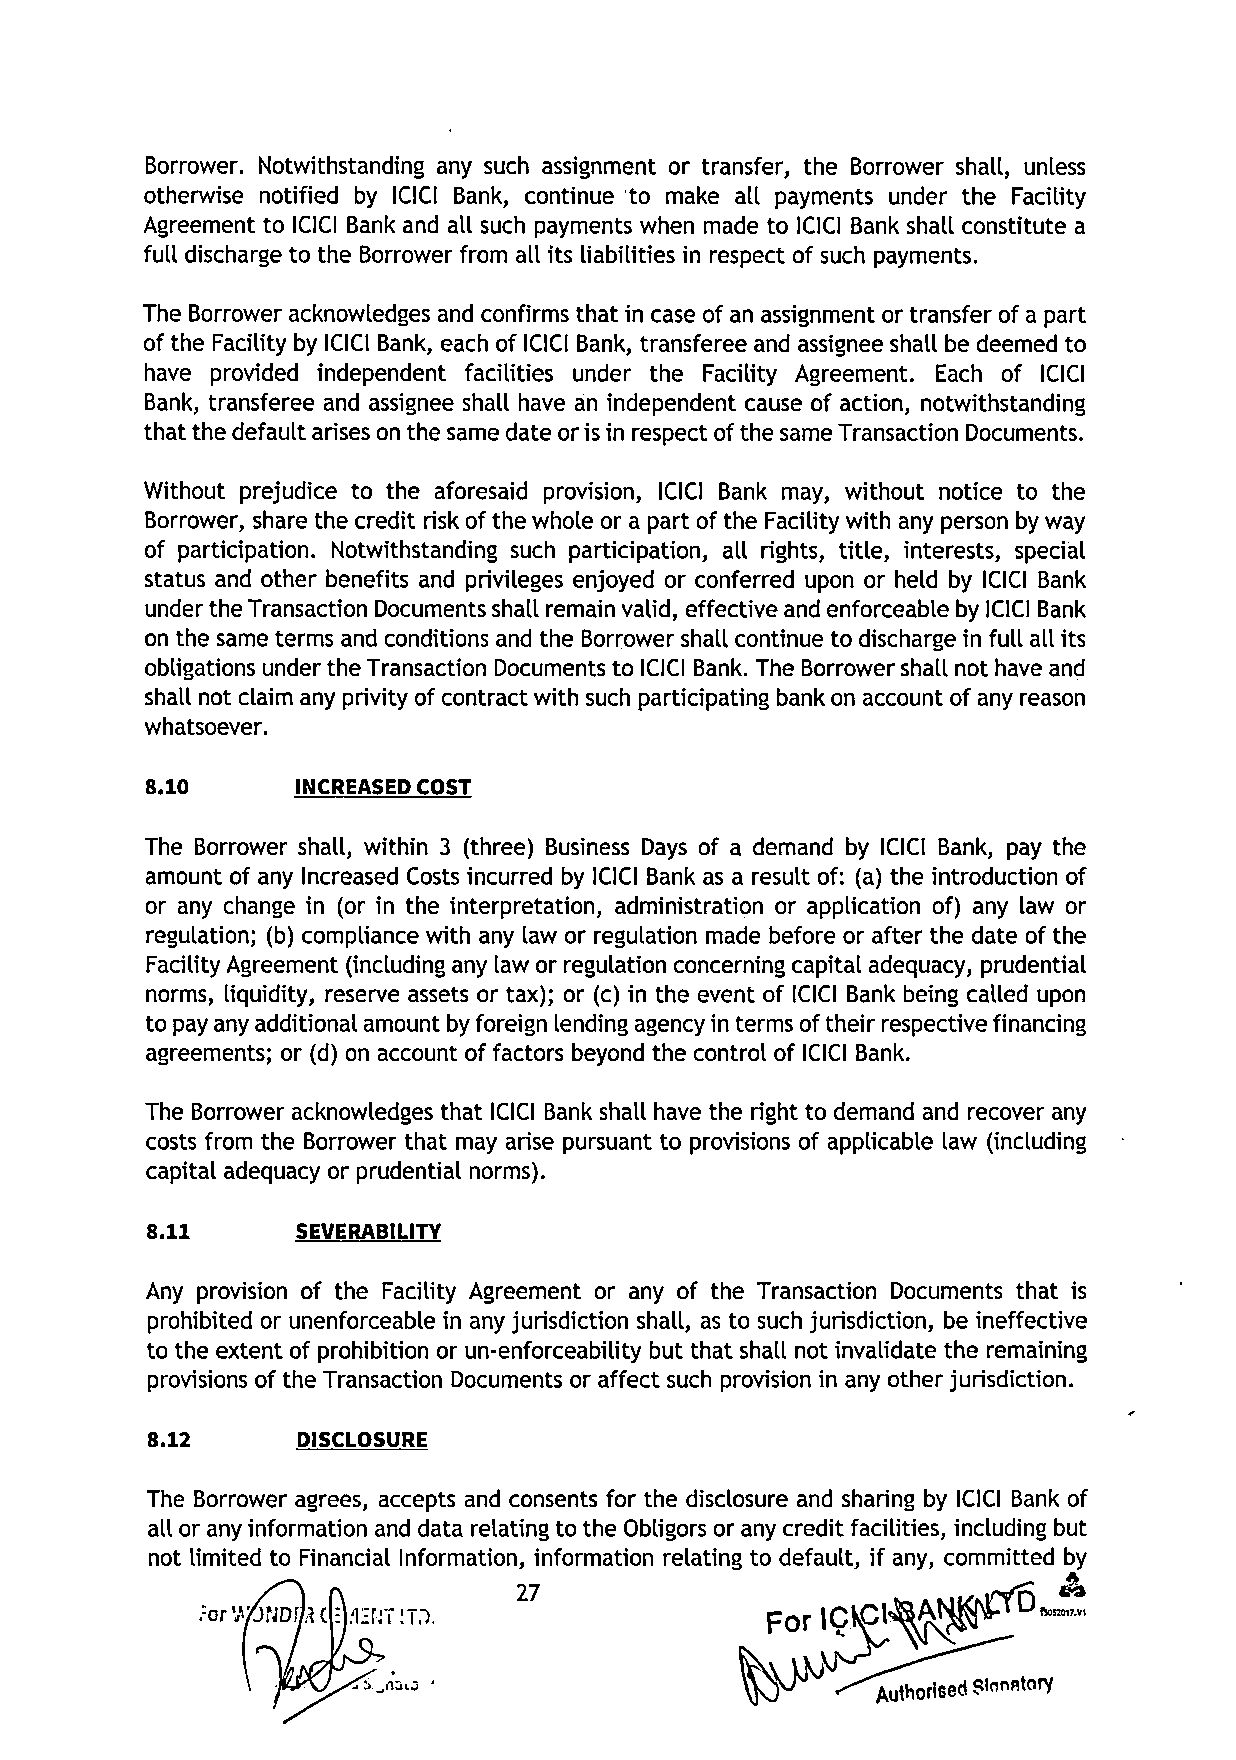 Borrower. Notwithstanding any such assignment or transfer, the Borrower shall, unless
otherwise notified by ICICI Bank, continue to make all payments under the Facility
Agreement to ICICI Bank and all such payments when made to ICICI Bank shall constitute a
full discharge to the Borrower from all its liabilities in respect of such payments.
The Borrower acknowledges and confirms that in case of an assignment or transfer of a part
of the Facility by ICICI Bank, each of ICICI Bank, transferee and assignee shall be deemed to
have provided independent facilities under the Facility Agreement. Each of ICICI
Bank, transferee and assignee shall have an independent cause of action, notwithstanding
that the default arises on the same date or is in respect of the same Transaction Documents.
Without prejudice to the aforesaid provision, ICICI Bank may, without notice to the
Borrower, share the credit risk of the whole or a part of the Facility with any person by way
of participation. Notwithstanding such participation, all rights, title, interests, special
status and other benefits and privileges enjoyed or conferred upon or held by ICICI Bank
under the Transaction Documents shall remain valid, effective and enforceable by ICICI Bank
on the same terms and conditions and the Borrower shall continue to discharge in full all its
obligations under the Transaction Documents to ICICI Bank. The Borrower shall not have and
shall not claim any privity of contract with such participating bank on account of any reason
whatsoever.
8.10 INCREASED COST
The Borrower shall, within 3 (three) Business Days of a demand by ICICI Bank, pay the
amount of any Increased Costs incurred by ICICI Bank as a result of: (a) the introduction of
or any change in (or in the interpretation, administration or application of) any law or
regulation; (b) compliance with any law or regulation made before or after the date of the
Facility Agreement (including any law or regulation concerning capital adequacy, prudential
norms, liquidity, reserve assets or tax); or (c) in the event of ICICI Bank being called upon
to pay any additional amount by foreign lending agency in terms of their respective financing
agreements; or (d) on account of factors beyond the control of ICICI Bank.
The Borrower acknowledges that ICICI Bank shall have the right to demand and recover any
costs from the Borrower that may arise pursuant to provisions of applicable law (including
capital adequacy or prudential norms).
8.11 SEVERABILITY
Any provision of the Facility Agreement or any of the Transaction Documents that is
prohibited or unenforceable in any jurisdiction shall, as to such jurisdiction, be ineffective
to the extent of prohibition or un-enforceability but that shall not invalidate the remaining
provisions of the Transaction Documents or affect such provision in any other jurisdiction.
8.12 DISCLOSURE
The Borrower agrees, accepts and consents for the disclosure and sharing by ICICI Bank of
all or any information and data relating to the Obligors or any credit facilities, including but
not limited to Financial Information, information relating to default, if any, committed by
27
For WONDER CEMENT LTD.
For ICICI BANK LTD
Authorised Signatory